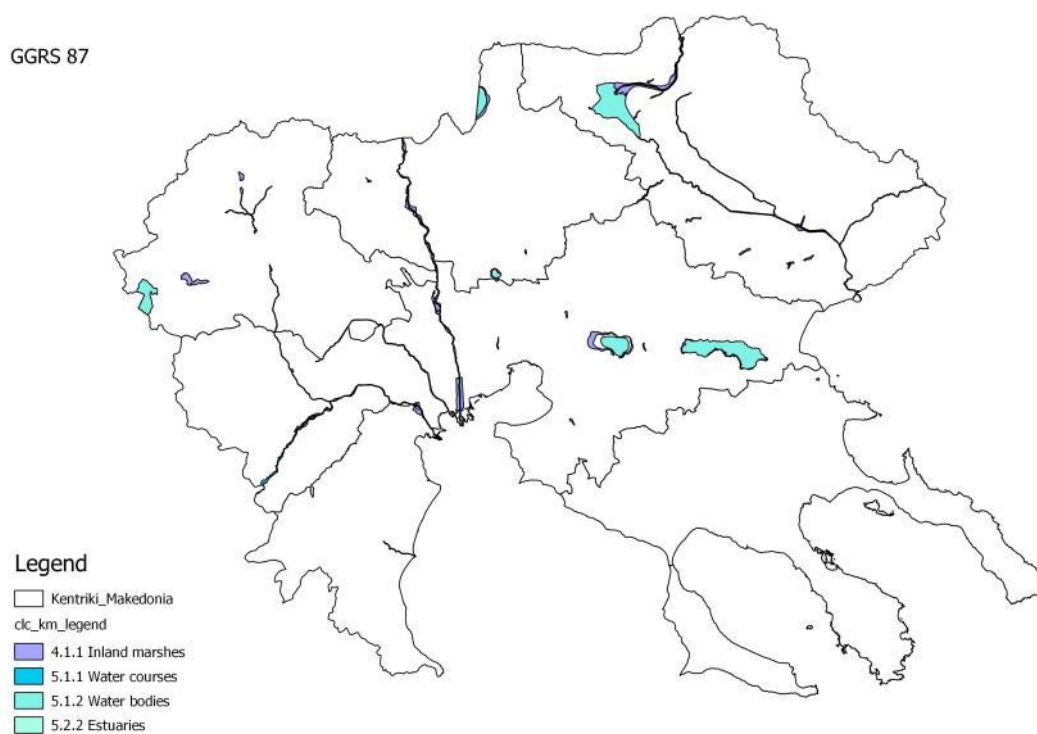 GGRS 87
Legend
Kentriki_Makedonia
clc_km_legend
4.1.1 Inland marshes
5.1.1 Water courses
5.1.2 Water bodies
5.2.2 Estuaries